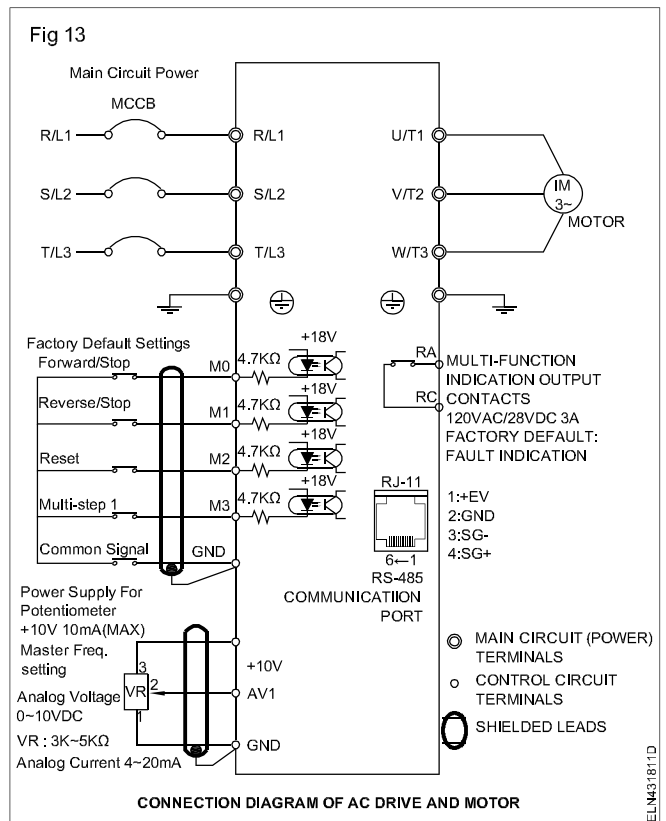 Fig 13
Main Circuit Power
MCCB
R/L1
R/L1
U/T1
S/L2
S/L2
V/T2
IM
3~
MOTOR
T/L3
T/L3
W/T3
Factory Default Settings
Forward/Stop
M0
4.7KΩ
+18V
Reverse/Stop
M1
4.7KΩ
+18V
Reset
M2
4.7KΩ
+18V
Multi-step 1
M3
4.7KΩ
+18V
Common Signal
GND
RA
RC
MULTI-FUNCTION
INDICATION OUTPUT
CONTACTS
120VAC/28VDC 3A
FACTORY DEFAULT:
FAULT INDICATION
RJ-11
6←1
RS-485
COMMUNICATION
PORT
1:+EV
2:GND
3:SG-
4:SG+
Power Supply For
Potentiometer
+10V 10mA(MAX)
Master Freq.
setting
Analog Voltage
0~10VDC
VR : 3K~5KΩ
Analog Current 4~20mA
3
VR
2
1
+10V
AV1
GND
MAIN CIRCUIT (POWER)
TERMINALS
CONTROL CIRCUIT
TERMINALS
SHIELDED LEADS
CONNECTION DIAGRAM OF AC DRIVE AND MOTOR
ELN431811D